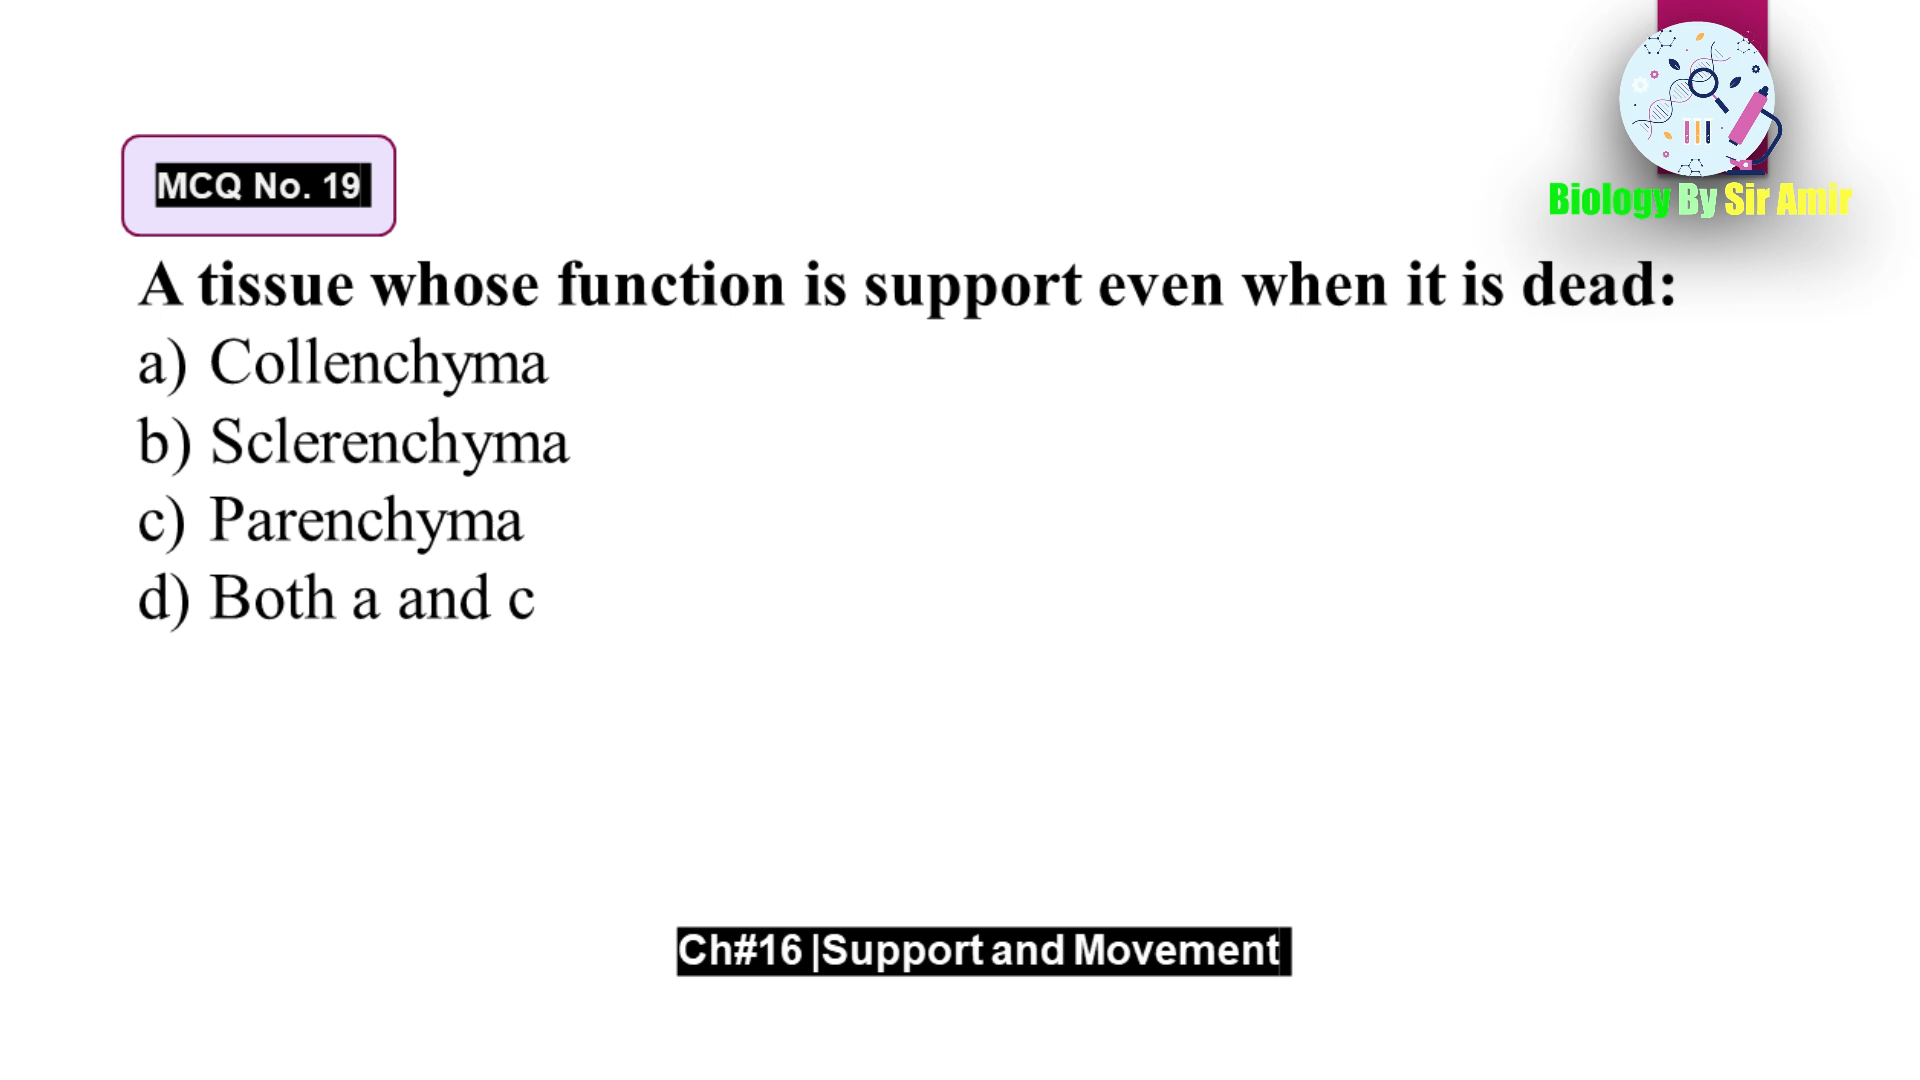 MCQ No. 19
Biology By Sir Amir
A tissue whose function is support even when it is dead:
a) Collenchyma
b) Sclerenchyma
c) Parenchyma
d) Both a and c
Ch#16 |Support and Movement